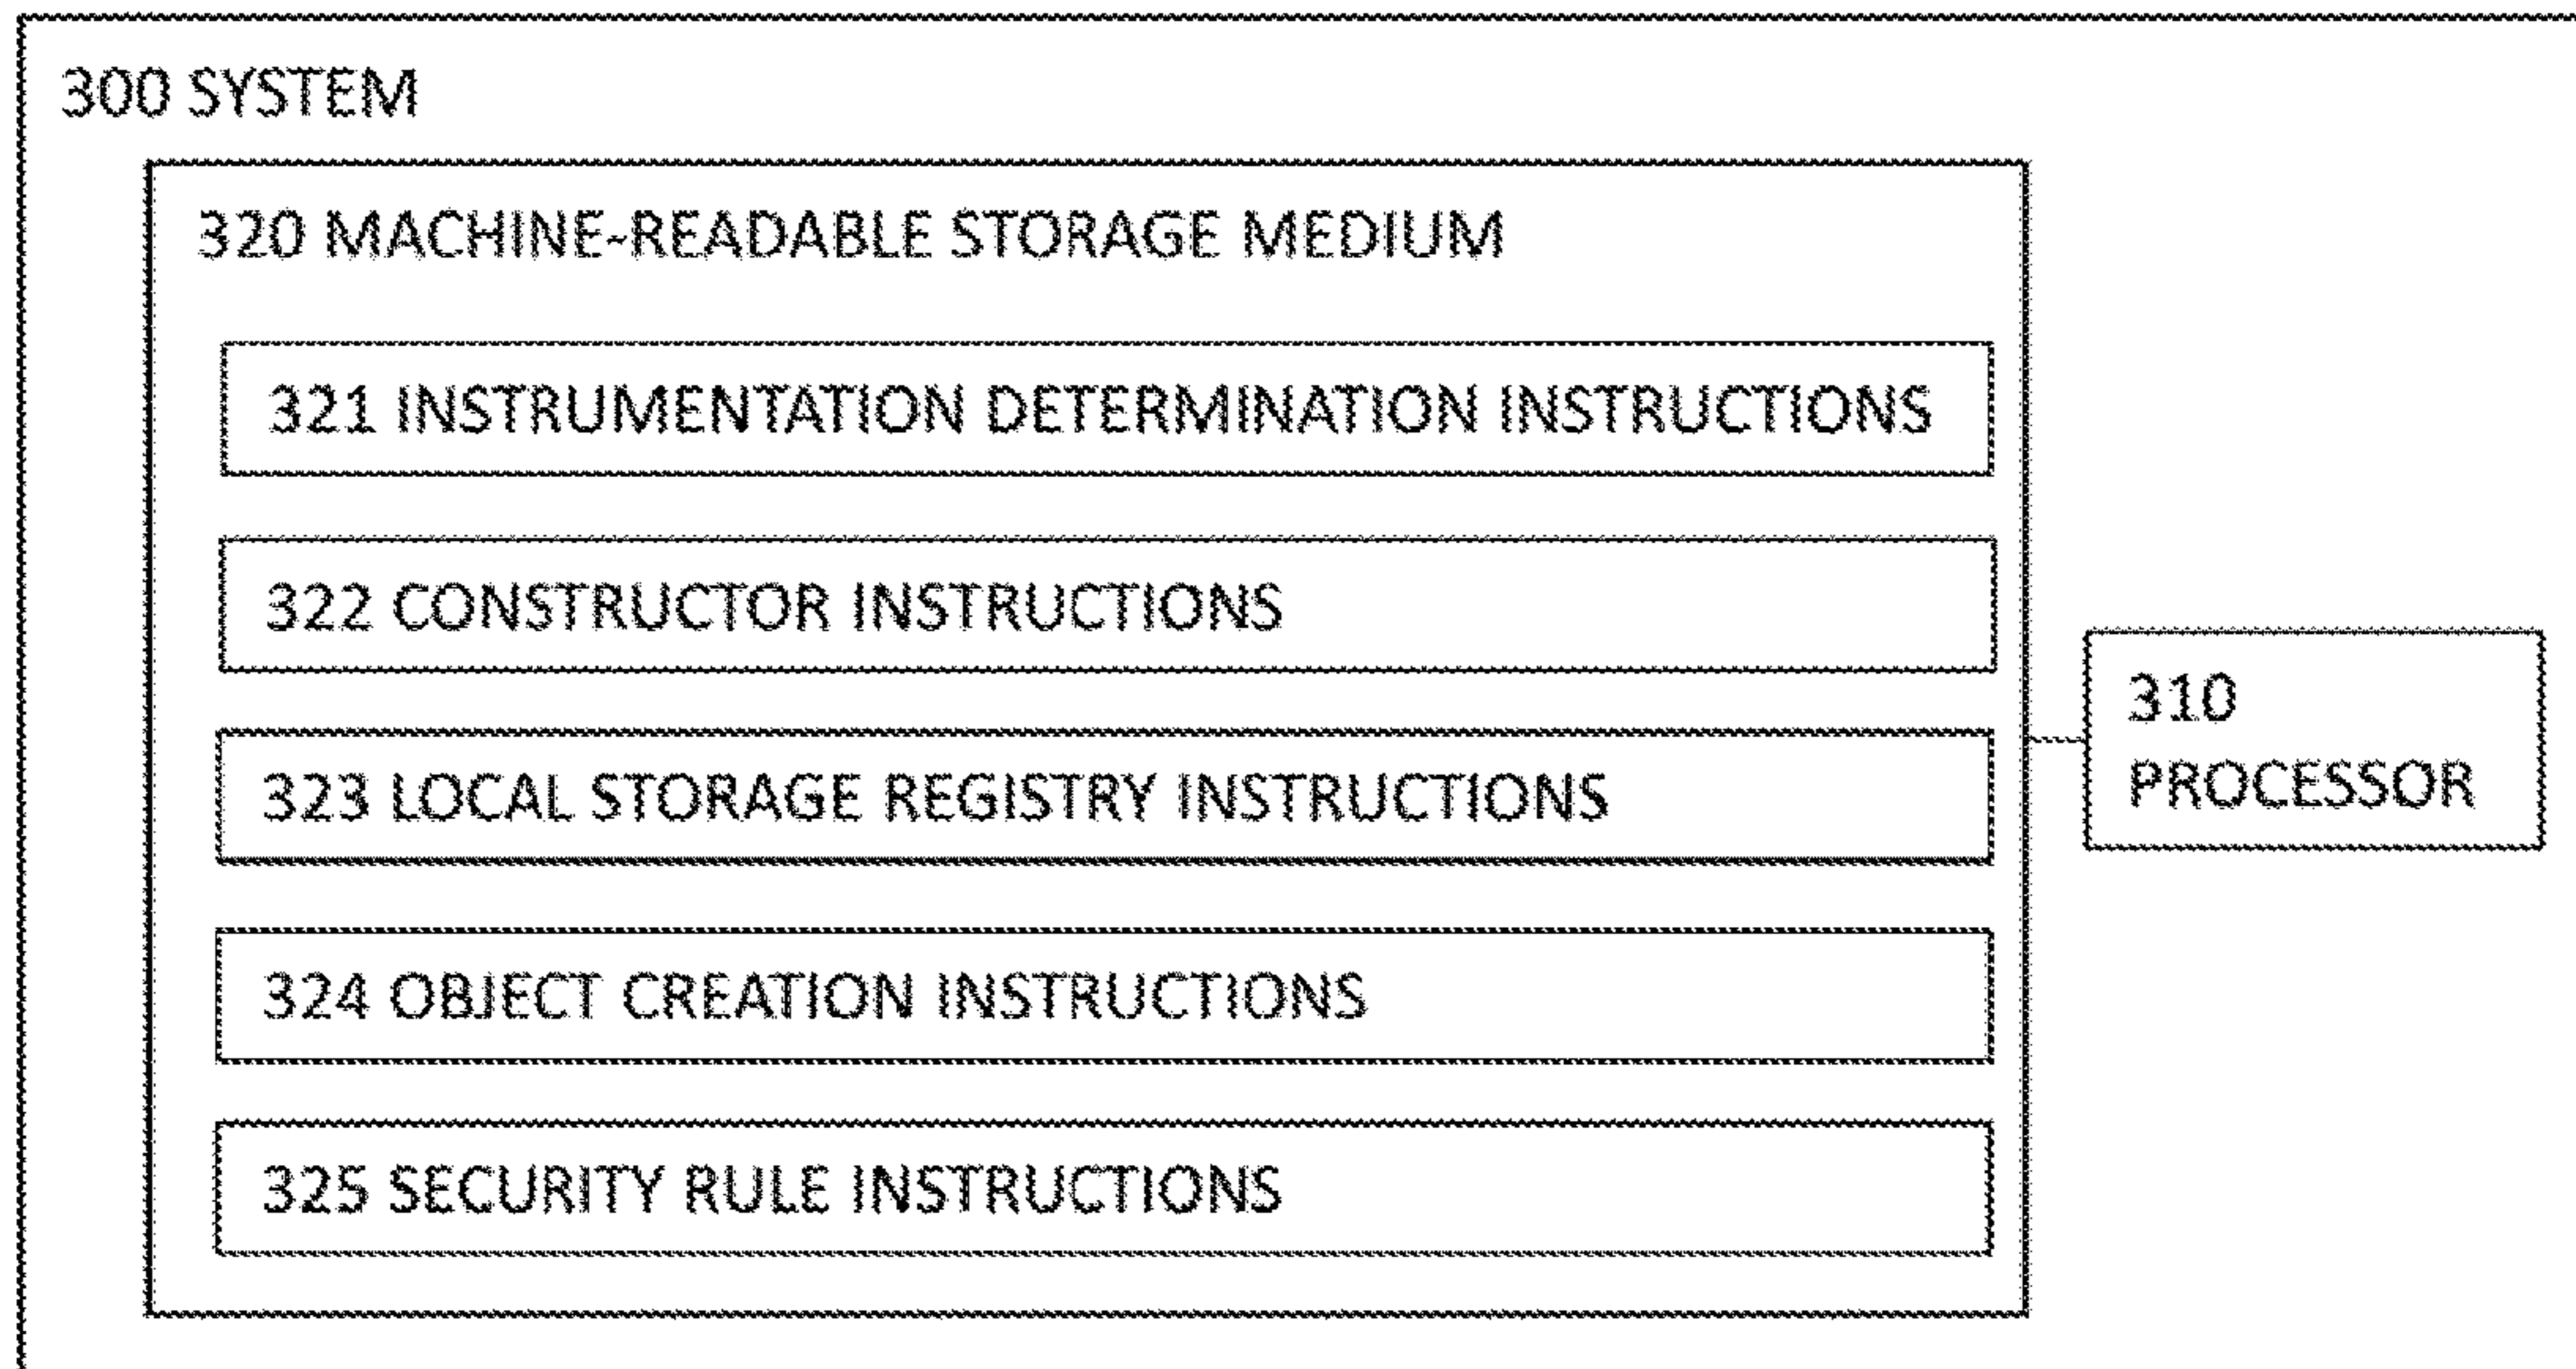 300 SYSTEM
320 MACHINE-READABLE STORAGE MEDIUM
321 INSTRUMENTATION DETERMINATION INSTRUCTIONS
322 CONSTRUCTOR INSTRUCTIONS
323 LOCAL STORAGE REGISTRY INSTRUCTIONS
324 OBJECT CREATION INSTRUCTIONS
325 SECURITY RULE INSTRUCTIONS
310
PROCESSOR